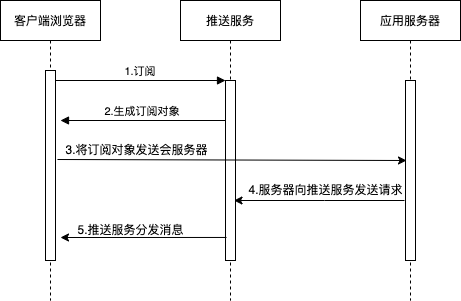 客户端浏览器
推送服务
应用服务器
1.订阅
2.生成订阅对象
3.将订阅对象发送会服务器
4.服务器向推送服务发送请求
5.推送服务分发消息